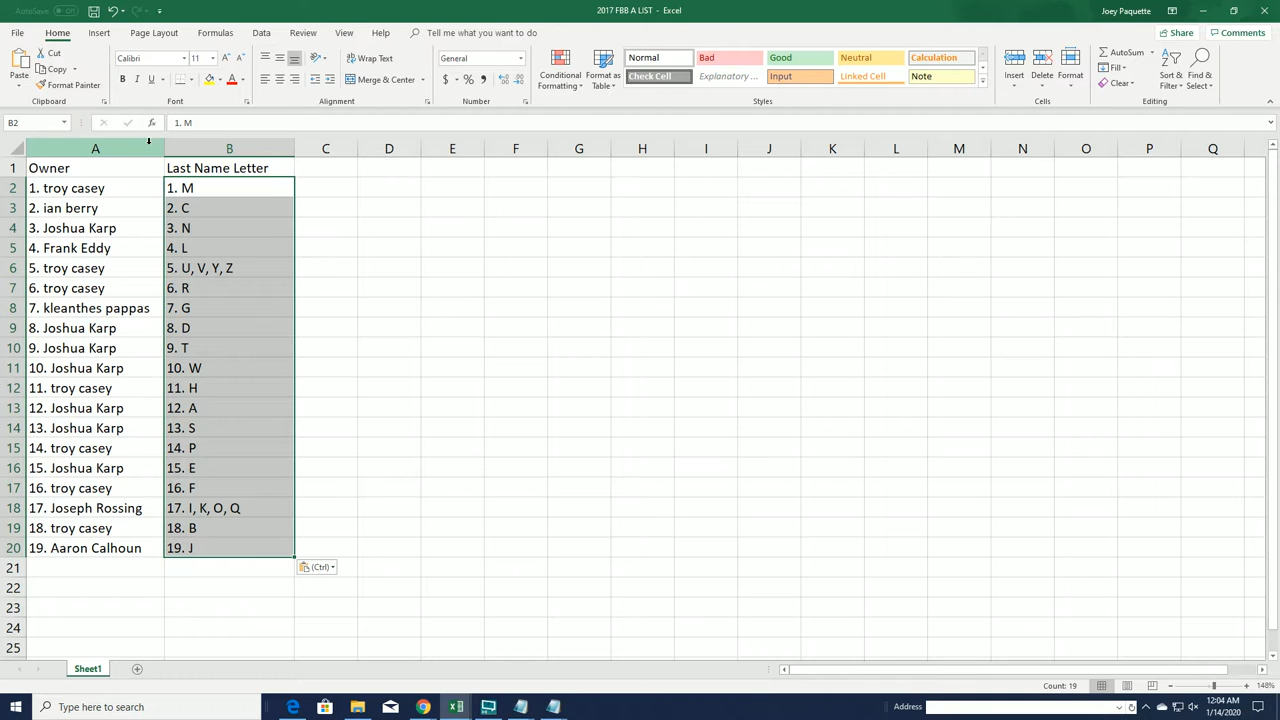 AutoSave Off
2017 FBB A LIST - Excel
Joey Paquette
File Home Insert Page Layout Formulas Data Review View Help Tell me what you want to do
Share Comments
Paste
Cut
Copy
Format Painter
Clipboard
Calibri 11
B I U
Font
Wrap Text
Merge & Center
Alignment
General
$ % ,
Number
Conditional Formatting
Format as Table
Normal Bad Good Neutral Calculation
Check Cell Explanatory ... Input Linked Cell Note
Styles
Insert Delete Format
Cells
AutoSum
Fill
Clear
Sort & Filter
Find & Select
Editing
B2 fx 1. M
A B C D E F G H I J K L M N O P Q
1 Owner Last Name Letter
2 1. troy casey 1. M
3 2. ian berry 2. C
4 3. Joshua Karp 3. N
5 4. Frank Eddy 4. L
6 5. troy casey 5. U, V, Y, Z
7 6. troy casey 6. R
8 7. kleanthes pappas 7. G
9 8. Joshua Karp 8. D
10 9. Joshua Karp 9. T
11 10. Joshua Karp 10. W
12 11. troy casey 11. H
13 12. Joshua Karp 12. A
14 13. Joshua Karp 13. S
15 14. troy casey 14. P
16 15. Joshua Karp 15. E
17 16. troy casey 16. F
18 17. Joseph Rossing 17. I, K, O, Q
19 18. troy casey 18. B
20 19. Aaron Calhoun 19. J
21 (Ctrl)
22
23
24
25
Sheet1
Count: 19 148%
Type here to search
Address
12:04 AM
1/14/2020